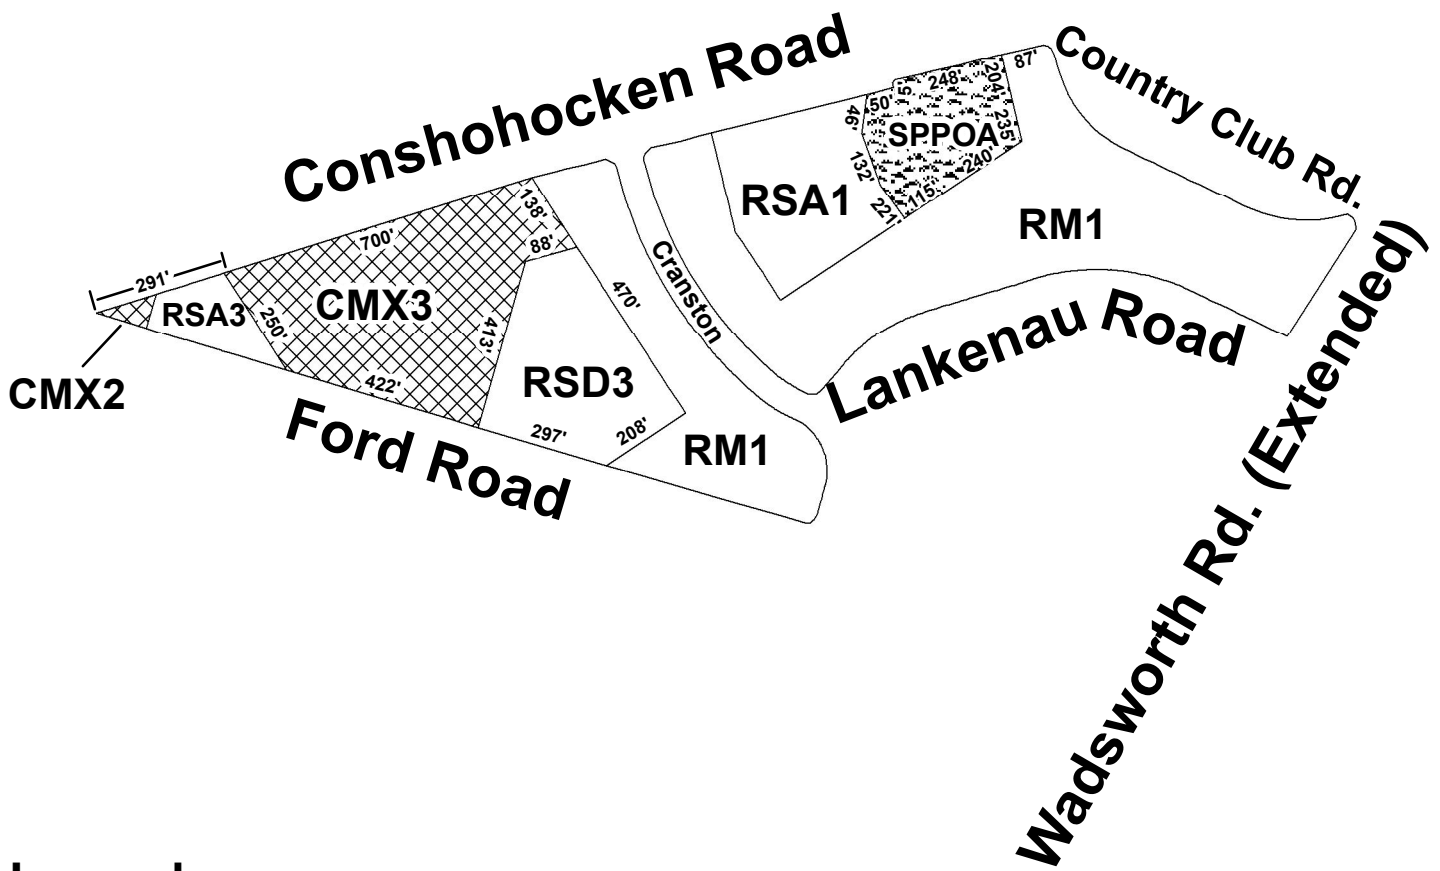 Conshohocken Road
Country Club Rd.
87'
248'
204'
5'
50'
46'
SPPOA
235'
240'
132'
115'
221'
RSA1
RM1
138'
88'
700'
291'
RSA3
250'
CMX3
413'
470'
Cranston
CMX2
422'
RSD3
297'
208'
RM1
Ford Road
Lankenau Road
Wadsworth Rd. (Extended)